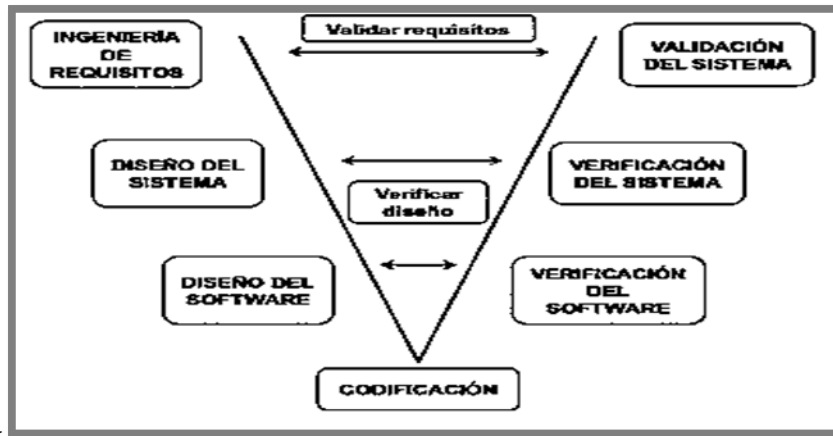 INGENIERÍA
DE
REQUISITOS
Validar requisitos
VALIDACIÓN
DEL SISTEMA
DISEÑO DEL
SISTEMA
Verificar
diseño
VERIFICACIÓN
DEL SISTEMA
DISEÑO DEL
SOFTWARE
VERIFICACIÓN
DEL
SOFTWARE
CODIFICACIÓN